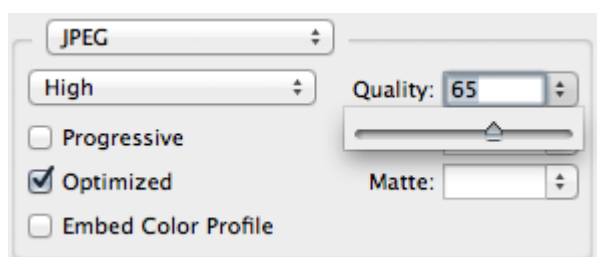 JPEG
High Quality: 65
Progressive
Optimized Matte:
Embed Color Profile